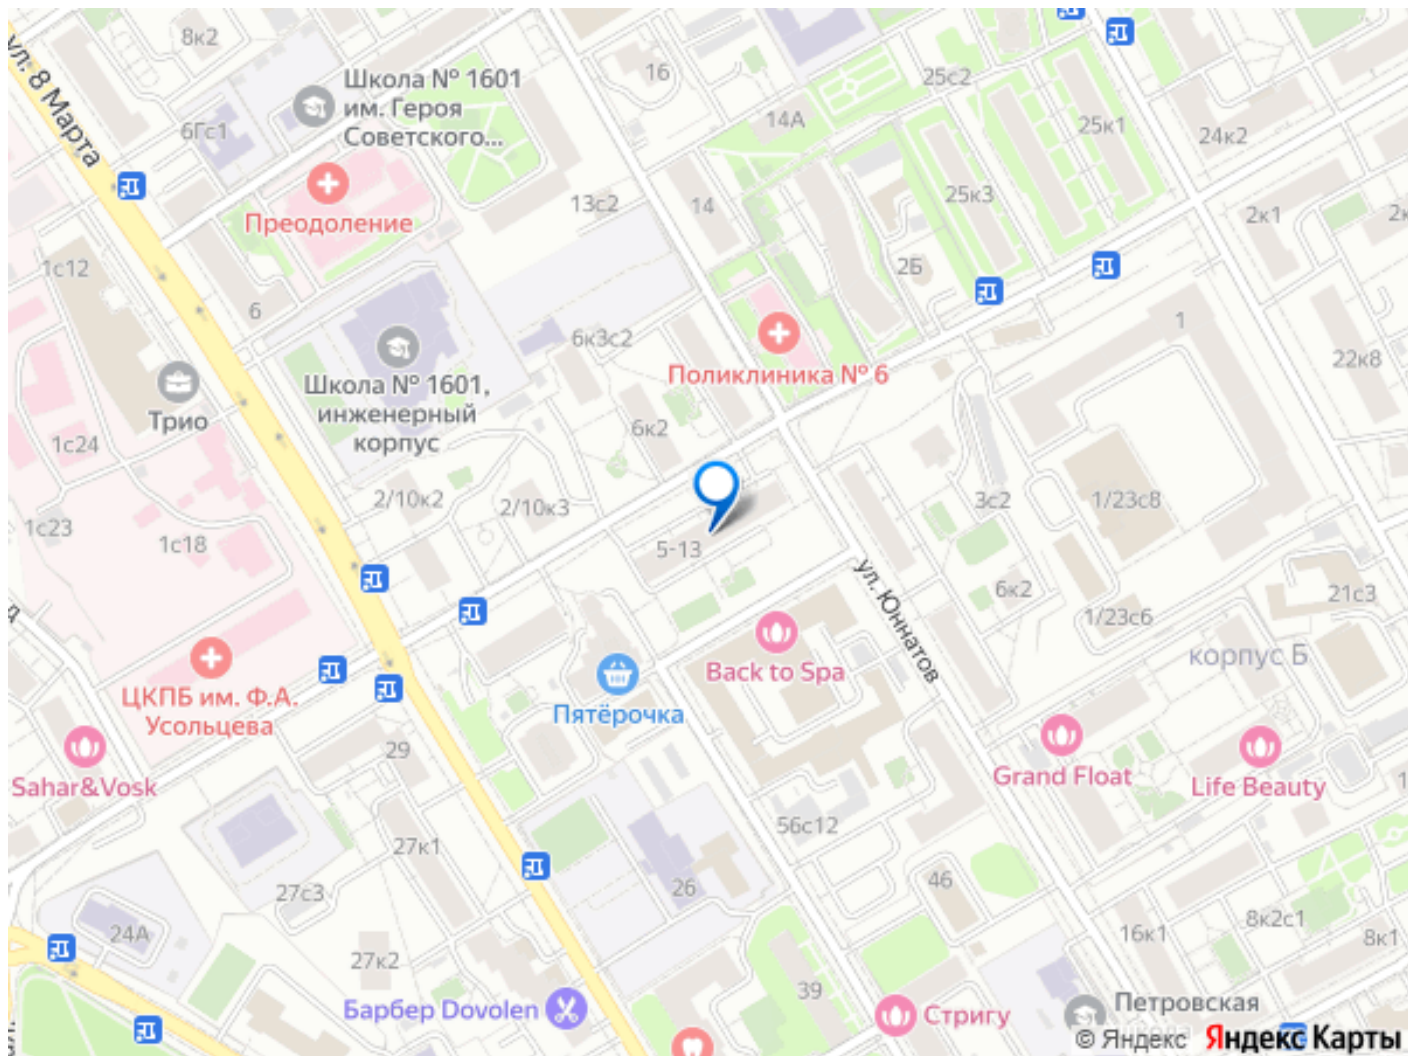 8к2
ул. 8 Марта
Школа № 1601
им. Героя
Советского...
16
25с2
14А
25к1
24к2
6Гс1
Преодоление
13с2
14
25к3
2к1
1с12
2Б
6
6к3с2
1
Школа № 1601,
инженерный
корпус
Поликлиника № 6
22к8
Трио
6к2
1с24
2/10к2
2/10к3
3с2
1/23с8
1с23
1с18
5-13
ул. Юннатов
6к2
1/23с6
21с3
корпус Б
Back to Spa
ЦКПБ им. Ф.А.
Усольцева
Пятёрочка
29
Sahar&Vosk
Grand Float
Life Beauty
56с12
27к1
27с3
26
46
24А
16к1
8к2с1
8к1
27к2
39
Барбер Dovolen
Стригу
Петровская
© Яндекс Яндекс Карты